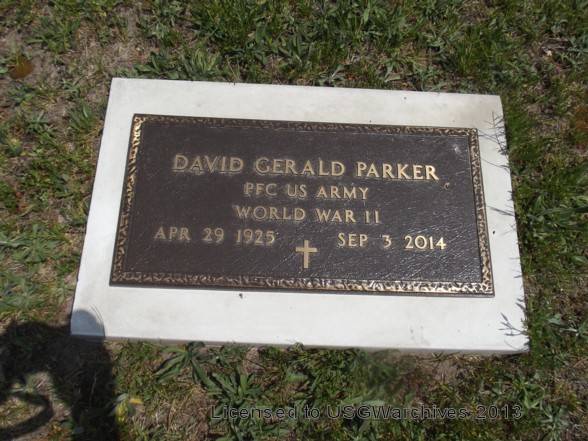 DAVID GERALD PARKER
PFC US ARMY
WORLD WAR II
APR 29 1925 SEP 3 2014
Licensed to USGWarchives 2013